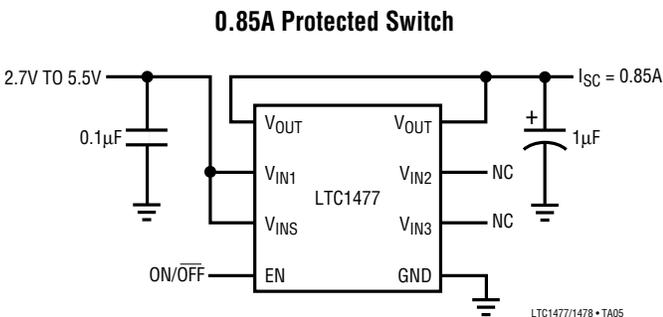 0.85A Protected Switch
2.7V TO 5.5V
I_SC = 0.85A
0.1µF
+
1µF
V_OUT
V_OUT
V_IN1
V_IN2
NC
LTC1477
V_INS
V_IN3
NC
ON/O̅F̅F̅
EN
GND
LTC1477/1478 • TA05